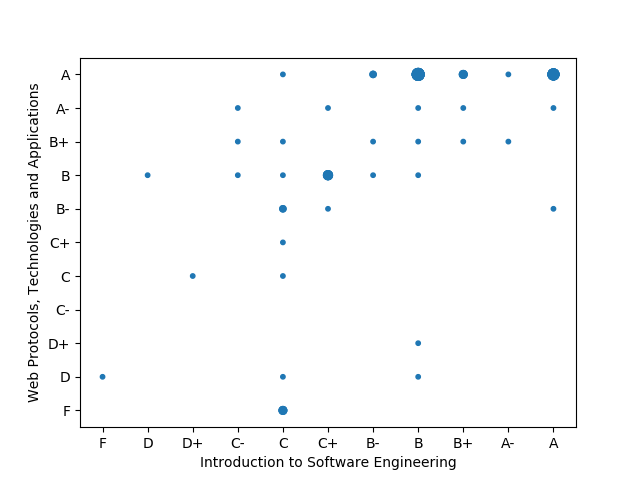 Web Protocols, Technologies and Applications
A
A-
B+
B
B-
C+
C
C-
D+
D
F
F D D+ C- C C+ B- B B+ A- A
Introduction to Software Engineering